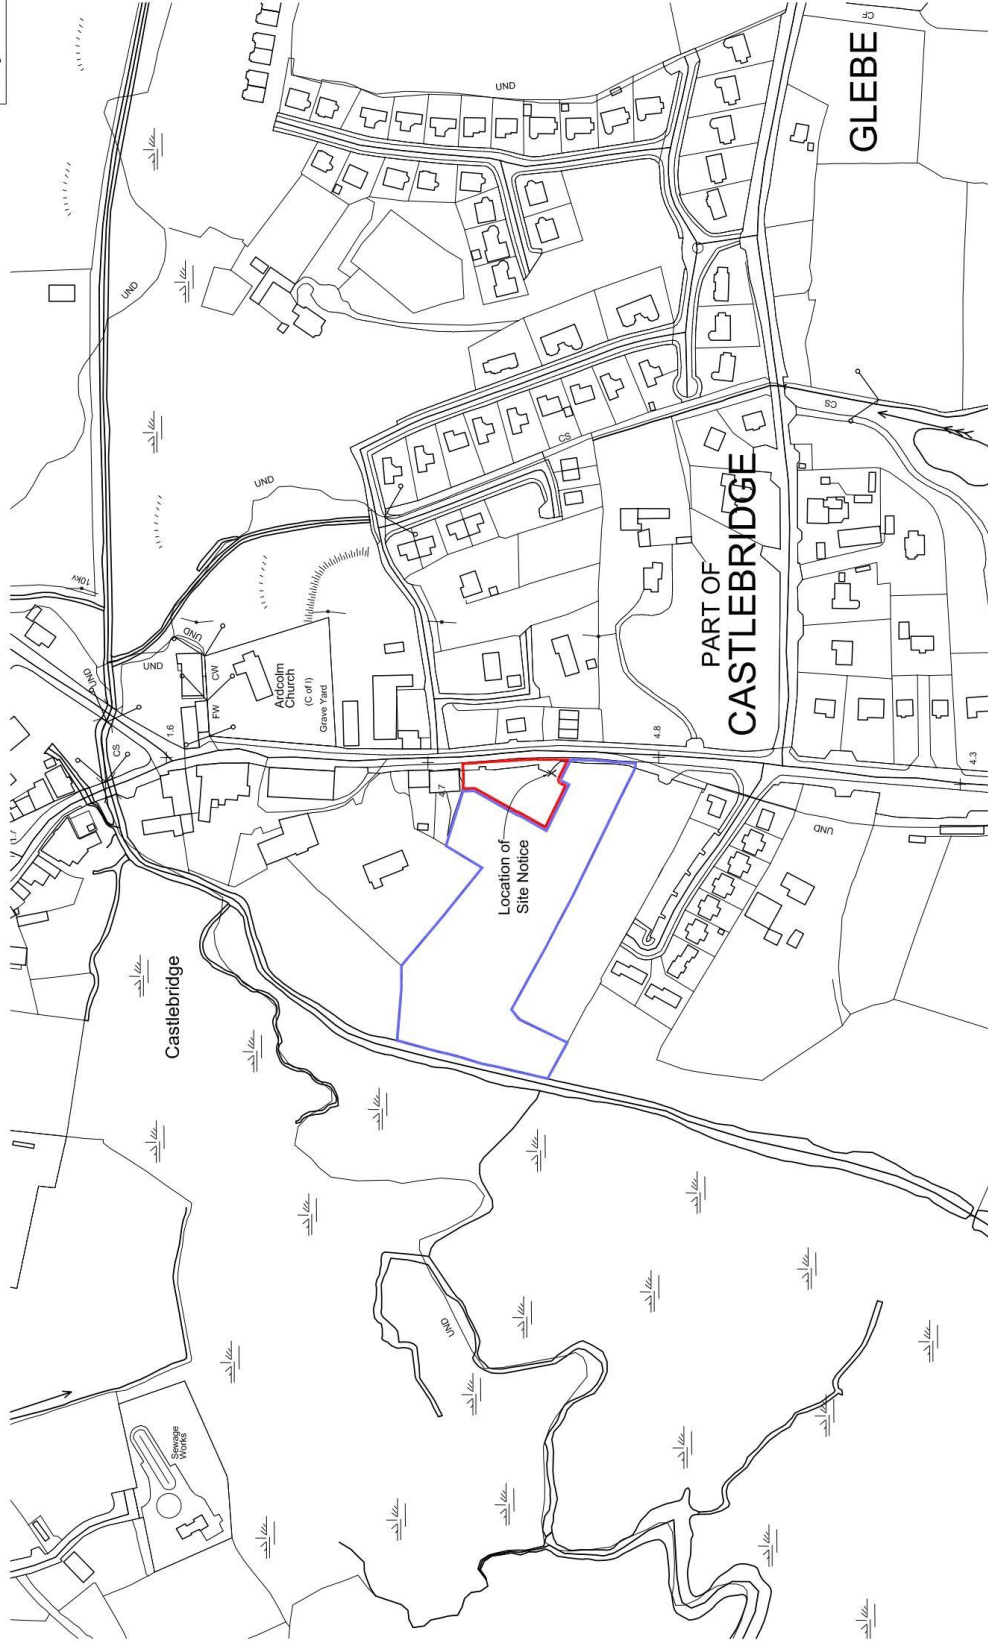 GLEBE
CF
UND
UND
UND
CS
CS
PART OF
CASTLEBRIDGE
10kv
UND
UND
UND
CW
FW
Ardcolm
Church
(C of I)
Grave Yard
CS
1.6
4.7
4.8
4.3
UND
Location of
Site Notice
Castlebridge
UND
Sewage
Works